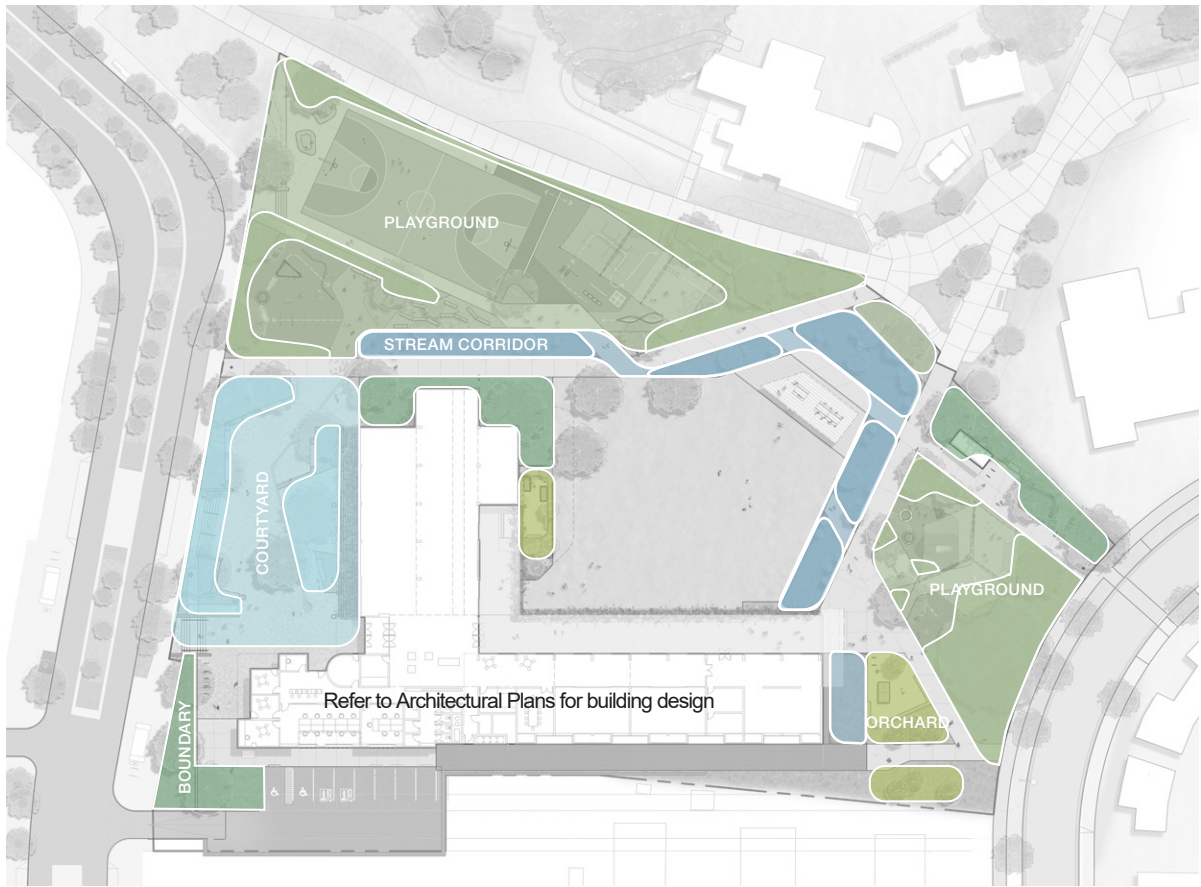 PLAYGROUND
STREAM CORRIDOR
COURTYARD
PLAYGROUND
Refer to Architectural Plans for building design
ORCHARD
BOUNDARY